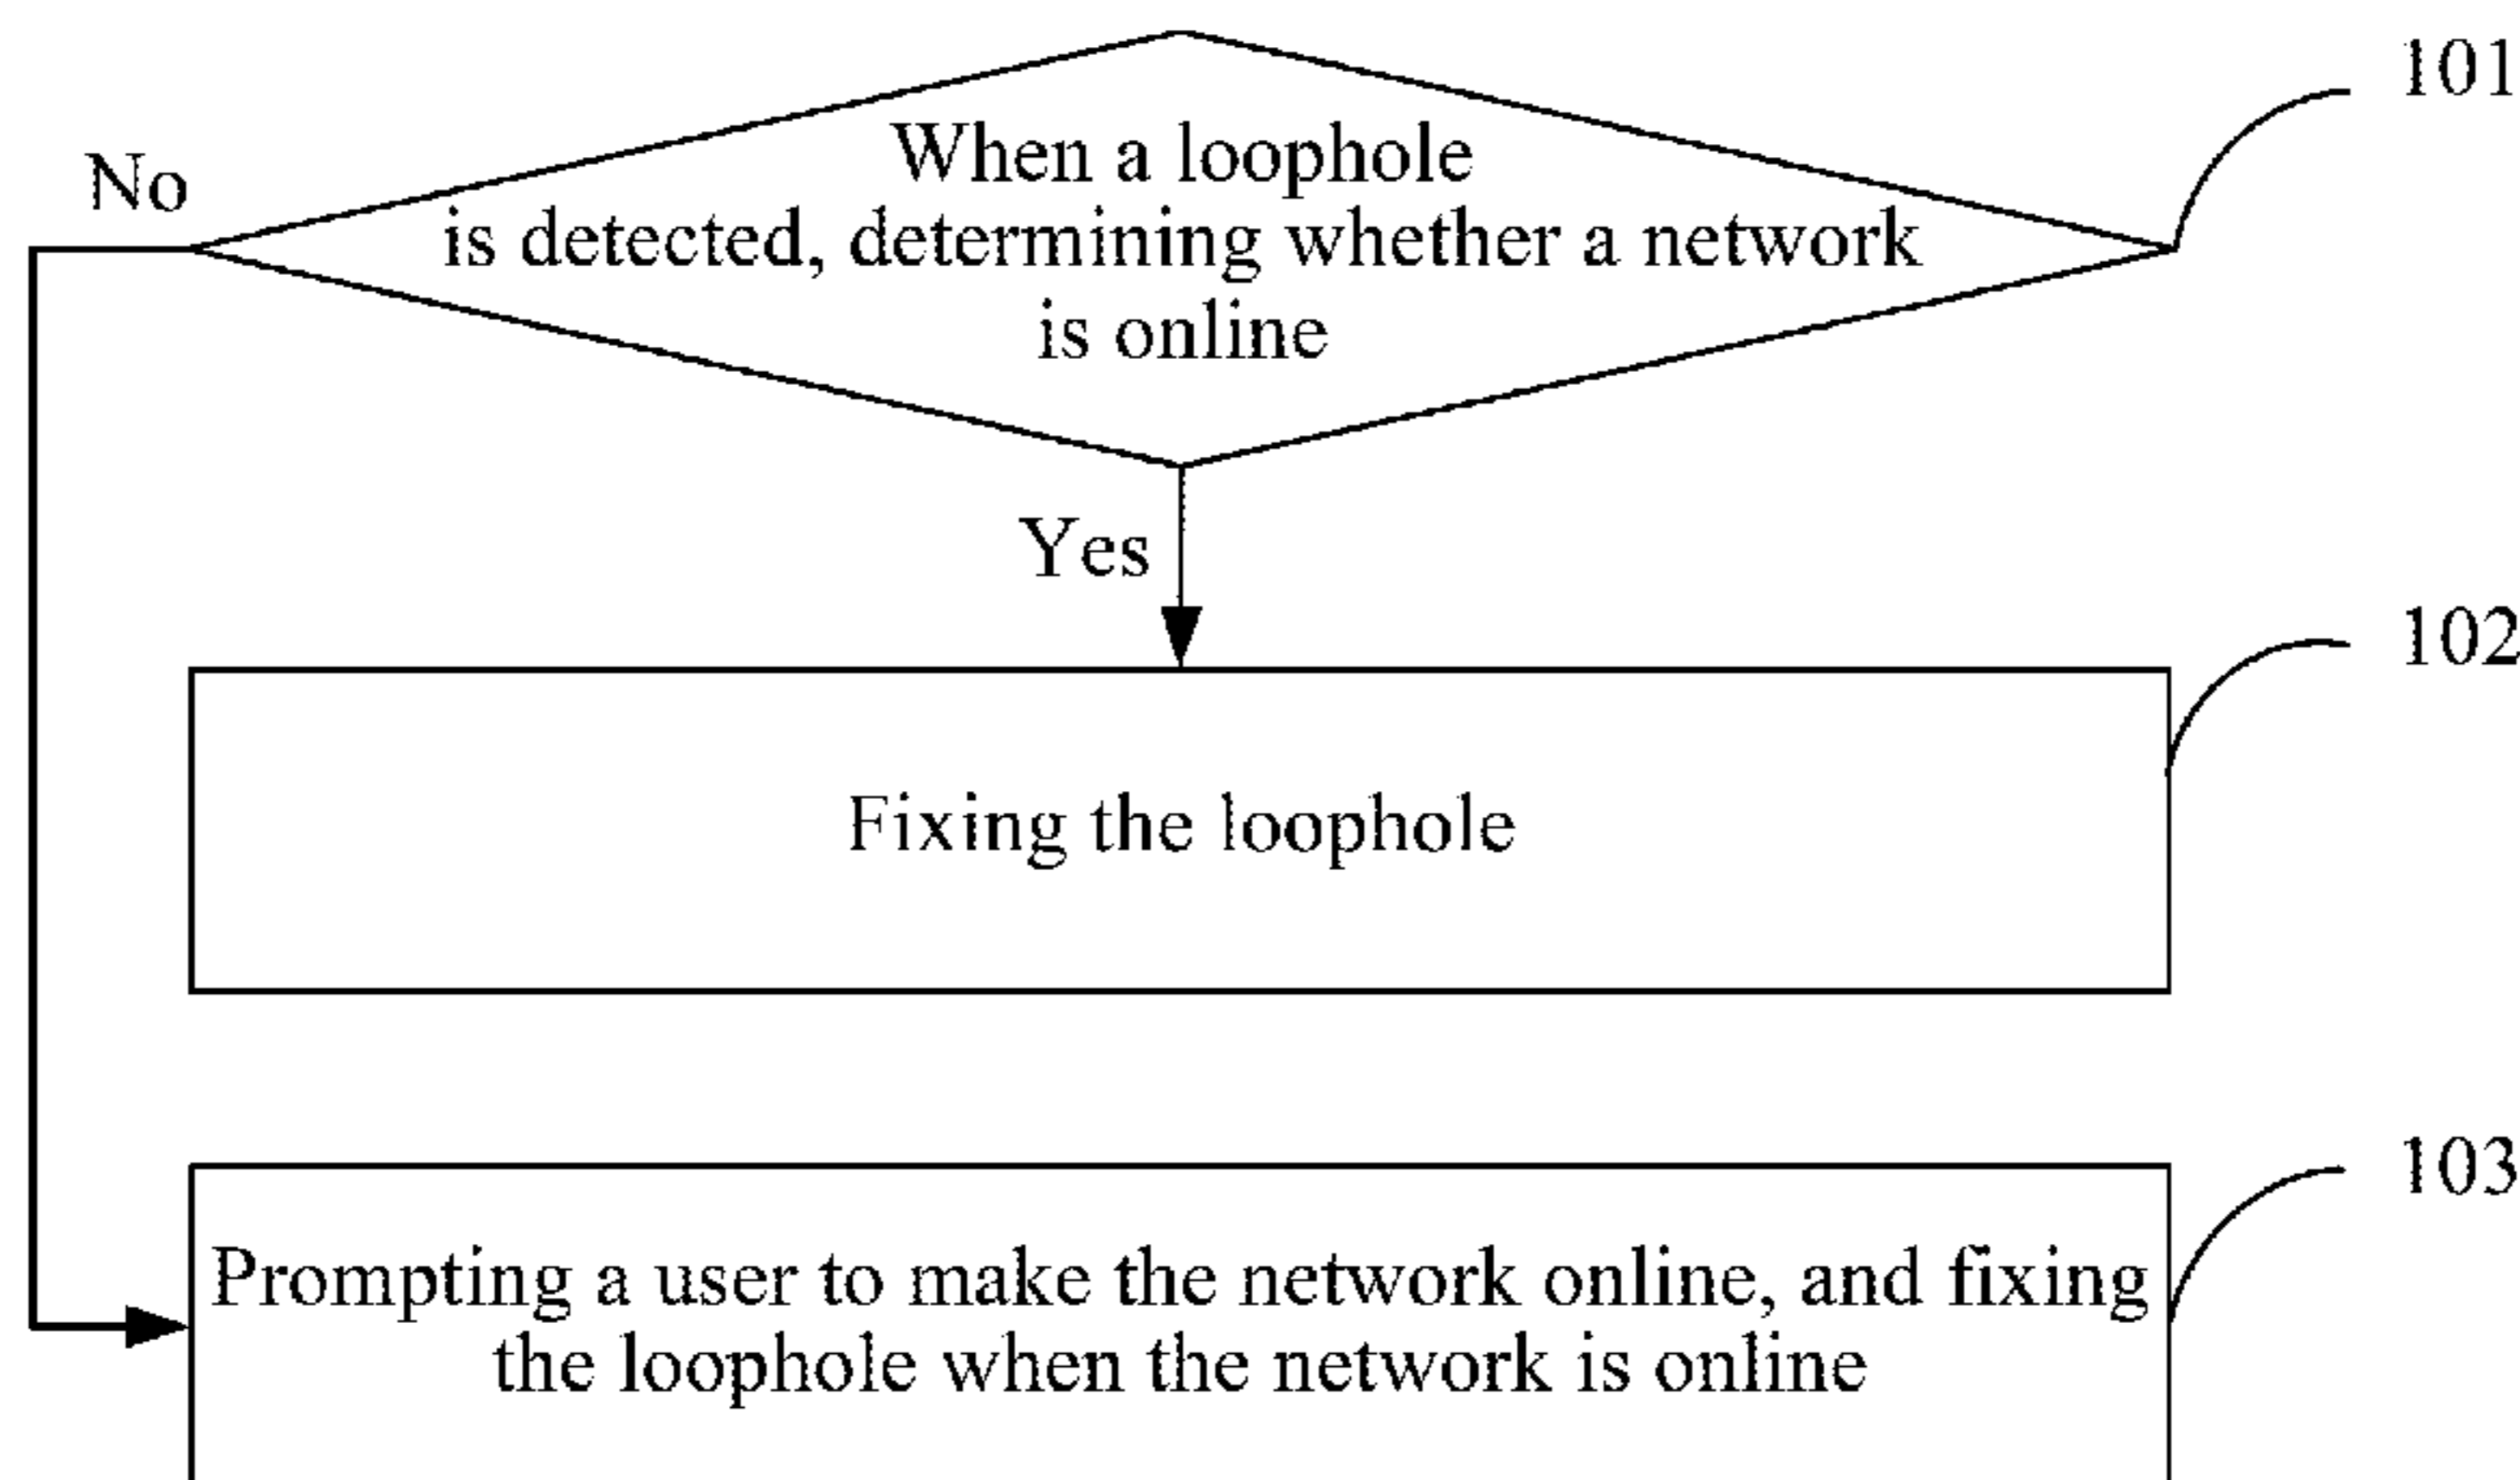 101
When a loophole
No
is detected, determining whether a network
is online
Yes
102
Fixing the loophole
103
Prompting a user to make the network online, and fixing
the loophole when the network is online